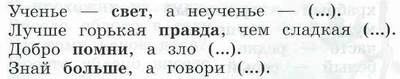 Ученье — свет, а неученье — (...).
Лучше горькая правда, чем сладкая (...).
Добро помни, а зло (...).
Знай больше, а говори (...).